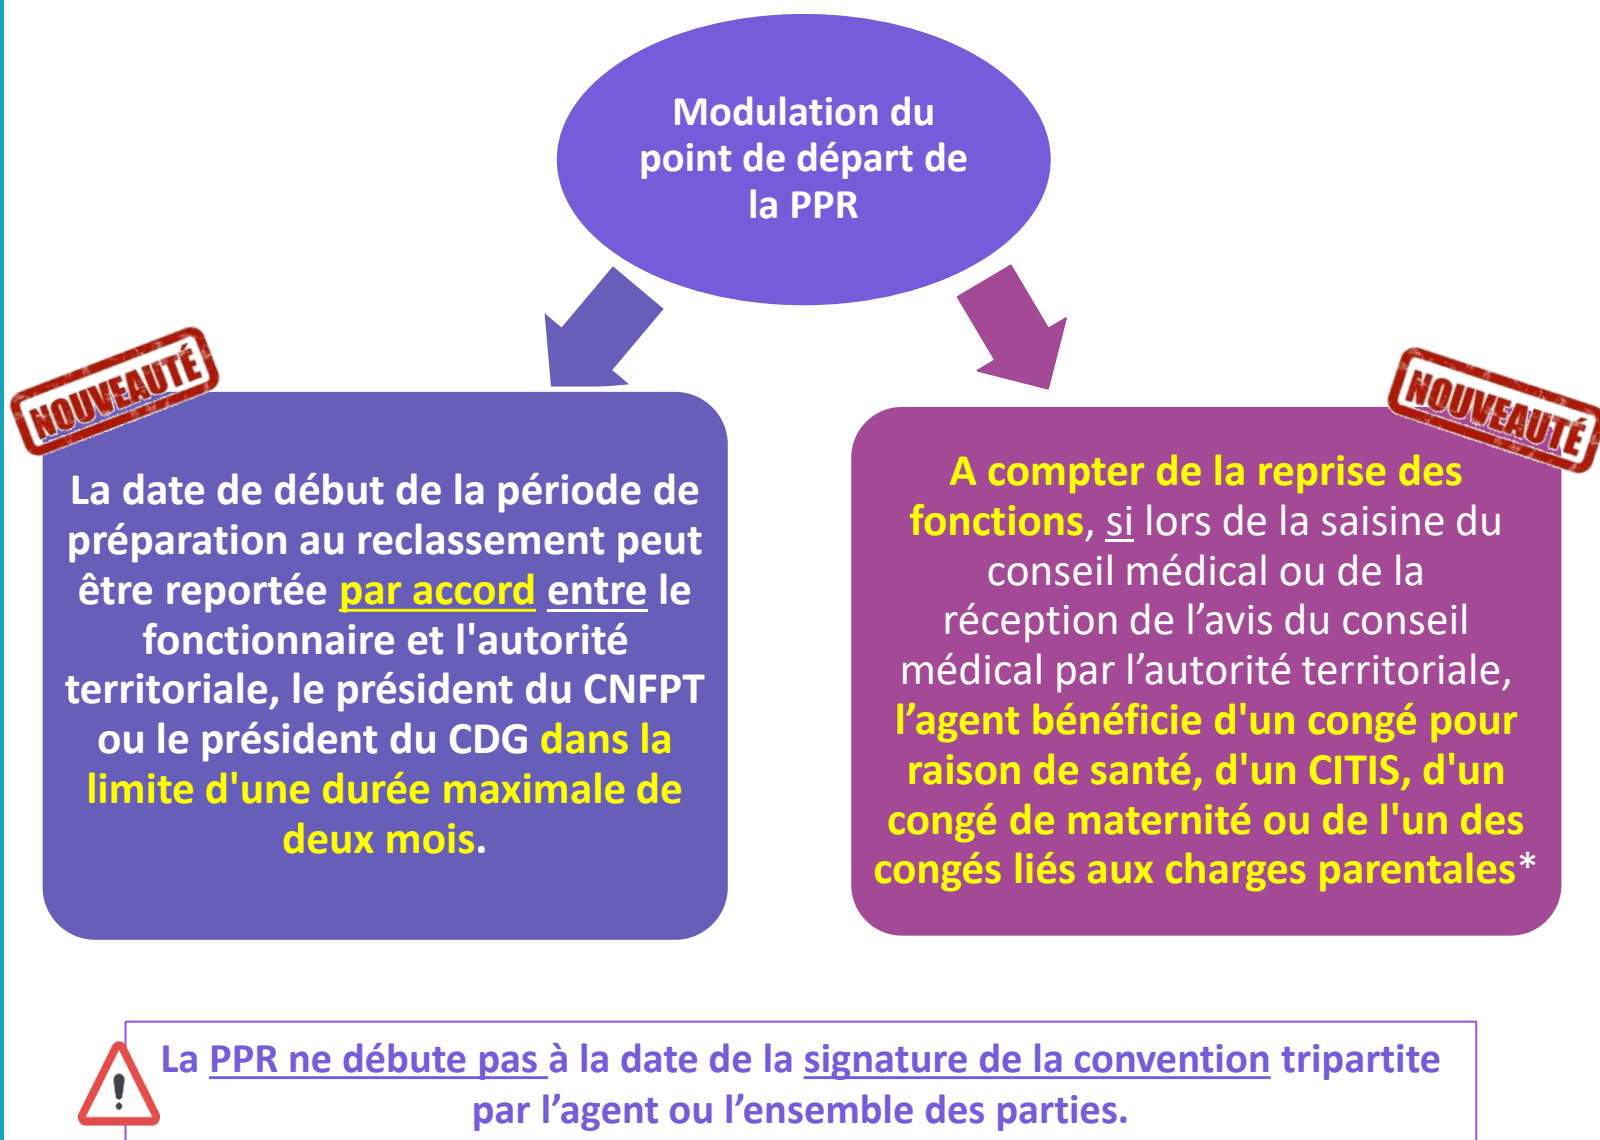 Modulation du
point de départ de
la PPR
NOUVEAUTÉ
La date de début de la période de
préparation au reclassement peut
être reportée par accord entre le
fonctionnaire et l'autorité
territoriale, le président du CNFPT
ou le président du CDG dans la
limite d'une durée maximale de
deux mois.
NOUVEAUTÉ
A compter de la reprise des
fonctions, si lors de la saisine du
conseil médical ou de la
réception de l’avis du conseil
médical par l’autorité territoriale,
l’agent bénéficie d'un congé pour
raison de santé, d'un CITIS, d'un
congé de maternité ou de l'un des
congés liés aux charges parentales*
La PPR ne débute pas à la date de la signature de la convention tripartite
par l’agent ou l’ensemble des parties.